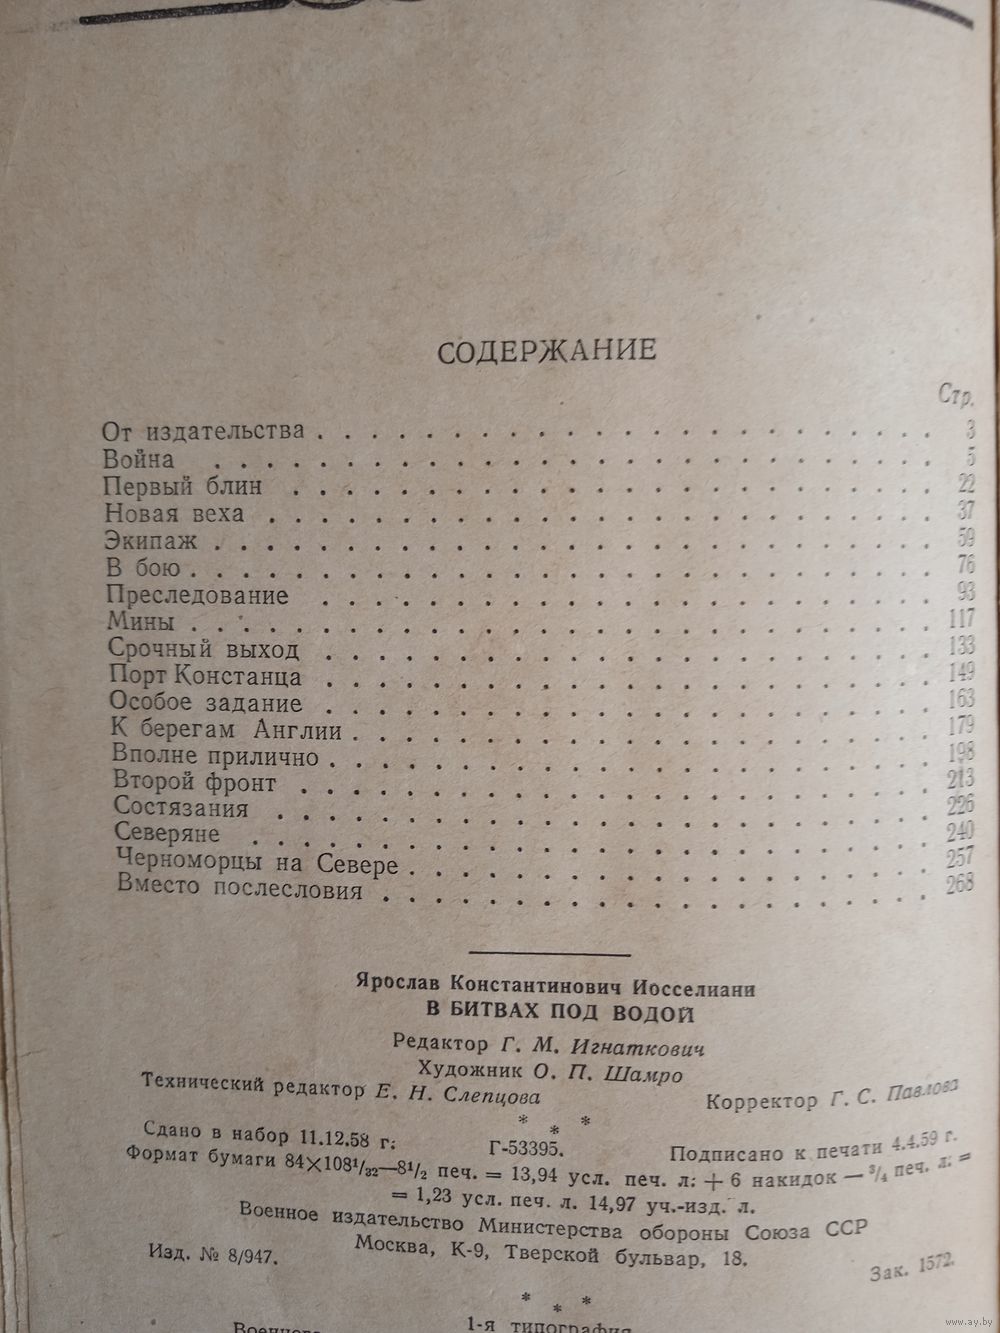 СОДЕРЖАНИЕ
Стр.
От издательства . . . . . . . . . . . . . . . . . . . . . . . 3
Война . . . . . . . . . . . . . . . . . . . . . . . . . . . 5
Первый блин . . . . . . . . . . . . . . . . . . . . . . . . 22
Новая веха . . . . . . . . . . . . . . . . . . . . . . . . . 37
Экипаж . . . . . . . . . . . . . . . . . . . . . . . . . . . 59
В бою . . . . . . . . . . . . . . . . . . . . . . . . . . . . 76
Преследование . . . . . . . . . . . . . . . . . . . . . . . 93
Мины . . . . . . . . . . . . . . . . . . . . . . . . . . . . 117
Срочный выход . . . . . . . . . . . . . . . . . . . . . . . 133
Порт Констанца . . . . . . . . . . . . . . . . . . . . . . . 149
Особое задание . . . . . . . . . . . . . . . . . . . . . . . 163
К берегам Англии . . . . . . . . . . . . . . . . . . . . . . 179
Вполне прилично . . . . . . . . . . . . . . . . . . . . . . . 198
Второй фронт . . . . . . . . . . . . . . . . . . . . . . . . 213
Состязания . . . . . . . . . . . . . . . . . . . . . . . . . 226
Северяне . . . . . . . . . . . . . . . . . . . . . . . . . . 240
Черноморцы на Севере . . . . . . . . . . . . . . . . . . . . 257
Вместо послесловия . . . . . . . . . . . . . . . . . . . . . 268
Ярослав Константинович Иосселиани
В БИТВАХ ПОД ВОДОЙ
Редактор Г. М. Игнаткович
Художник О. П. Шамро
Технический редактор Е. Н. Слепцова Корректор Г. С. Павлова
* * *
Сдано в набор 11.12.58 г. Г-53395. Подписано к печати 4.4.59 г.
Формат бумаги 84×108¹/₃₂—8¹/₂ печ. = 13,94 усл. печ. л. + 6 накидок — ³/₄ печ. л. =
= 1,23 усл. печ. л. 14,97 уч.-изд. л.
Военное издательство Министерства обороны Союза ССР
Москва, К-9, Тверской бульвар, 18.
Изд. № 8/947. Зак. 1572.
* * *
1-я типография
www.ay.by